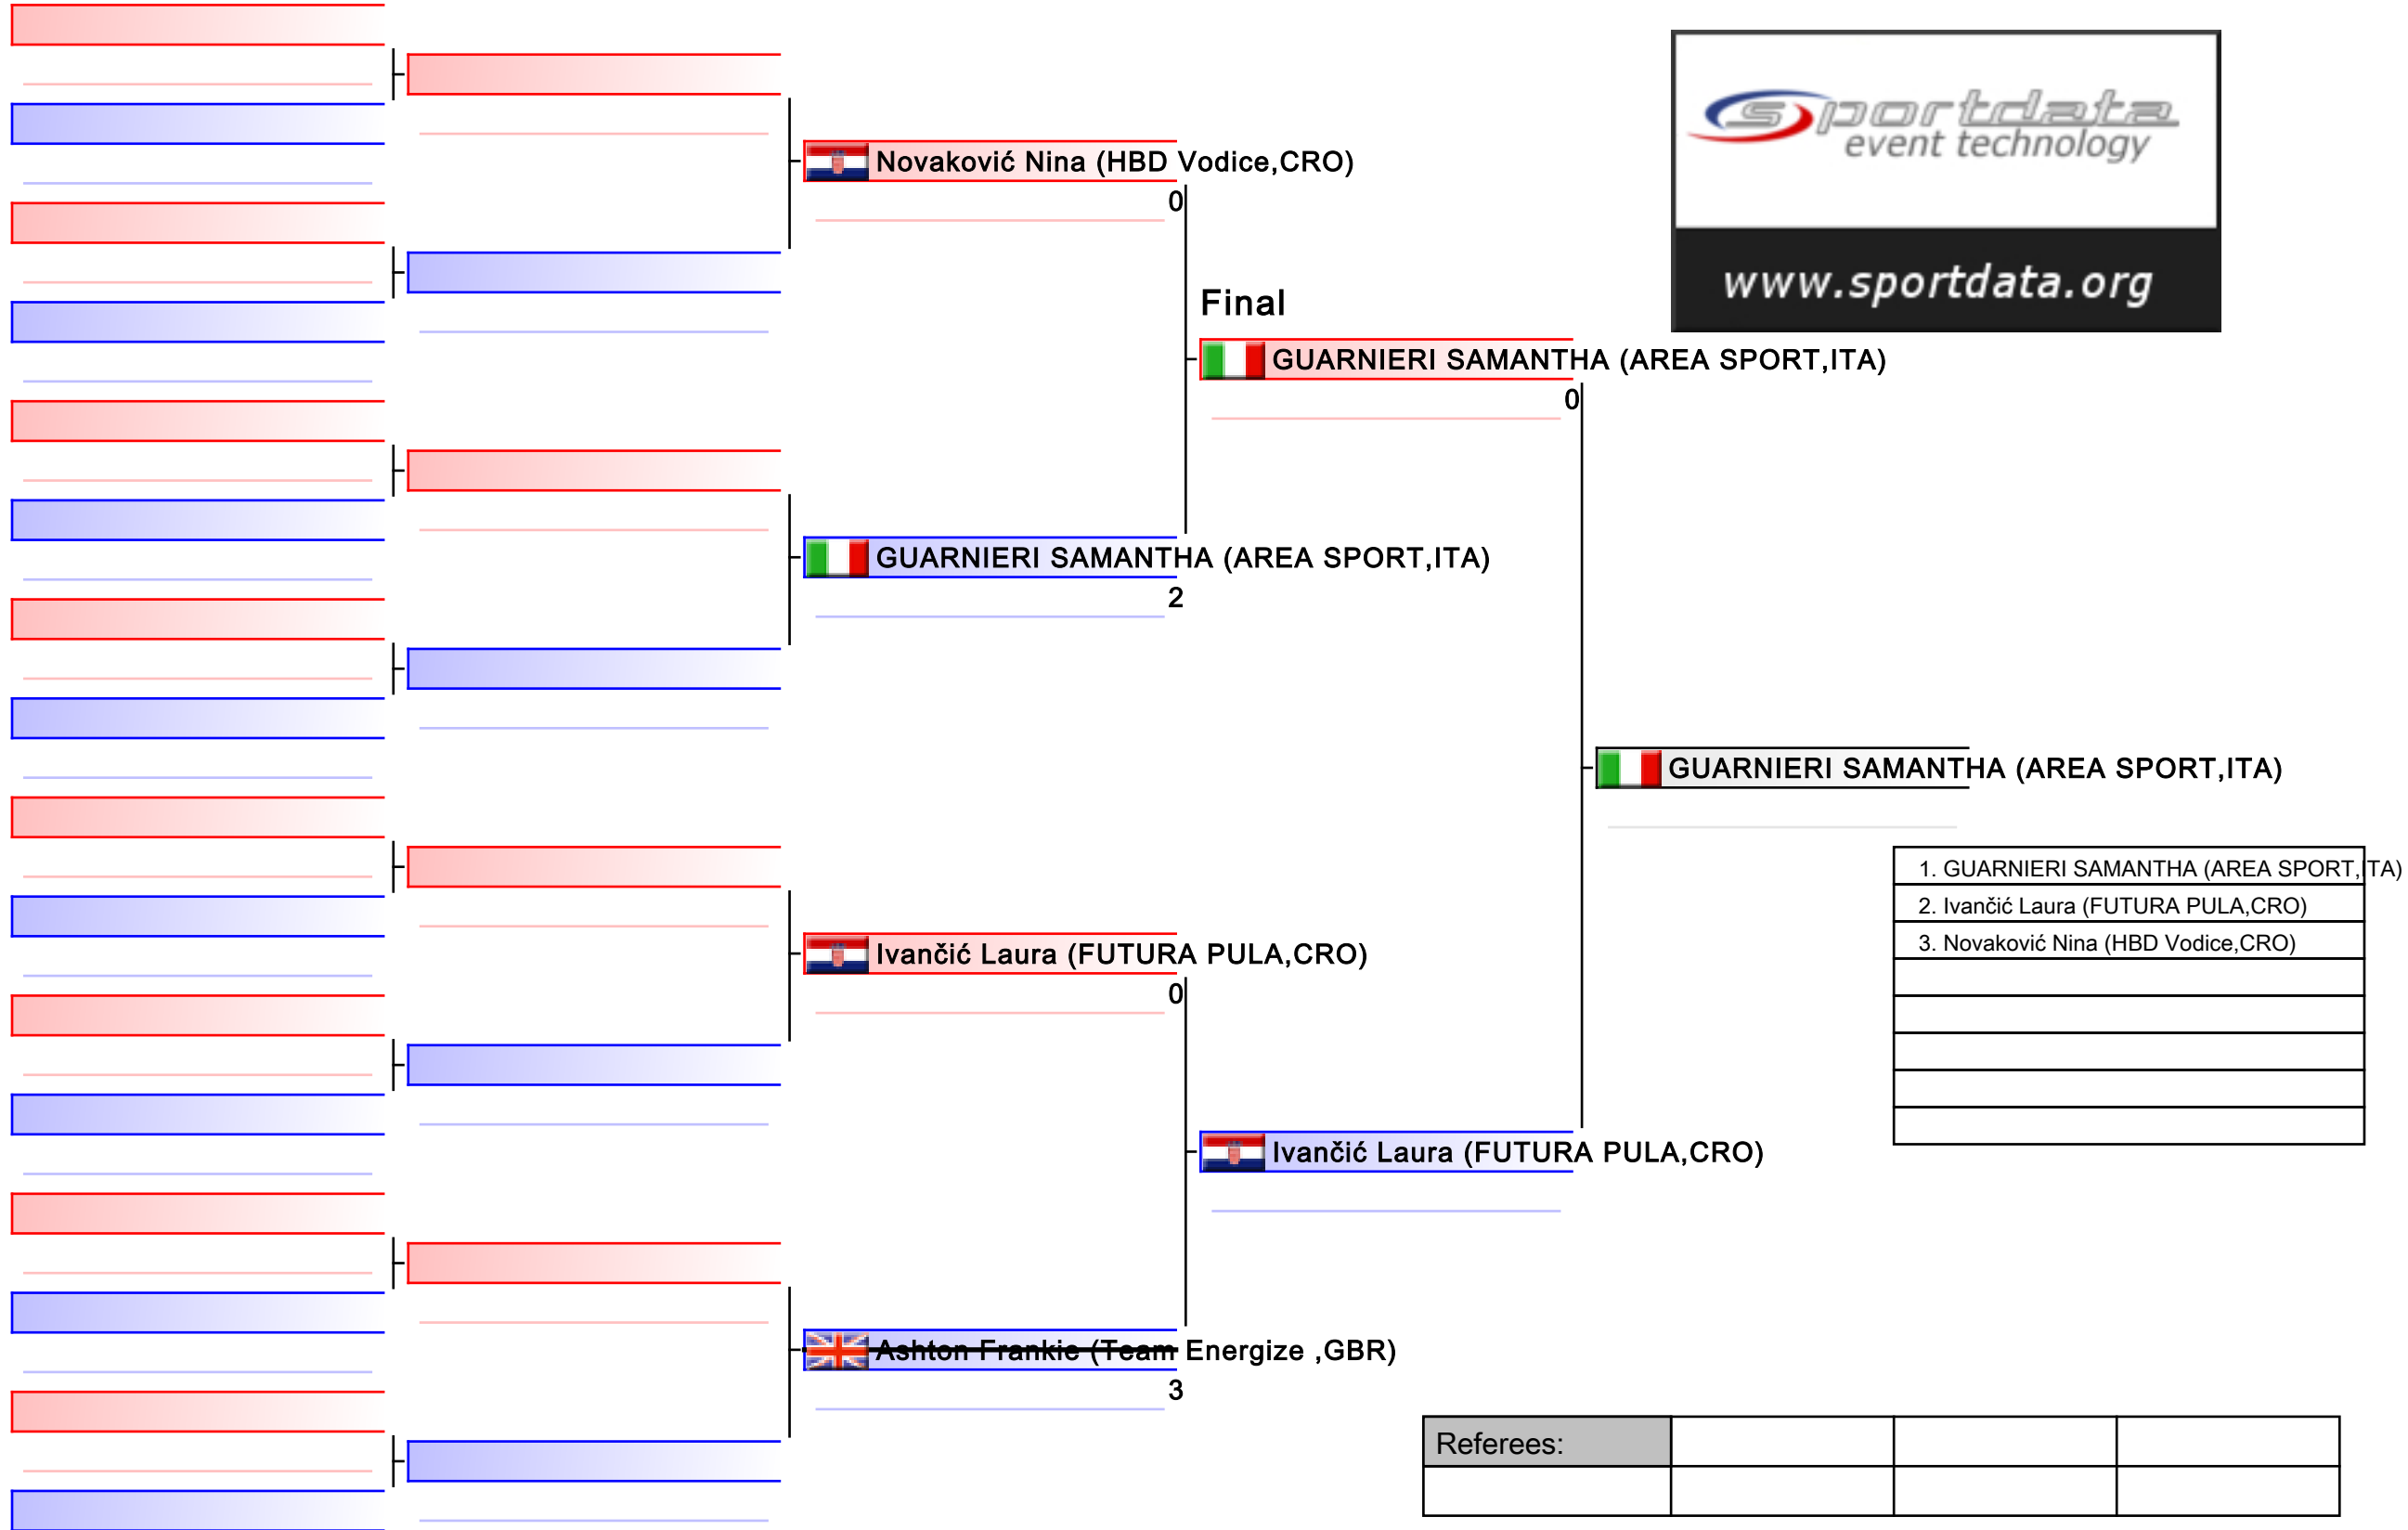 sportdata
event technology
www.sportdata.org
Novaković Nina (HBD Vodice,CRO)
0
Final
GUARNIERI SAMANTHA (AREA SPORT,ITA)
0
GUARNIERI SAMANTHA (AREA SPORT,ITA)
2
GUARNIERI SAMANTHA (AREA SPORT,ITA)
1. GUARNIERI SAMANTHA (AREA SPORT,ITA)
2. Ivančić Laura (FUTURA PULA,CRO)
3. Novaković Nina (HBD Vodice,CRO)
Ivančić Laura (FUTURA PULA,CRO)
0
Ivančić Laura (FUTURA PULA,CRO)
Ashton Frankie (Team Energize ,GBR)
3
Referees: